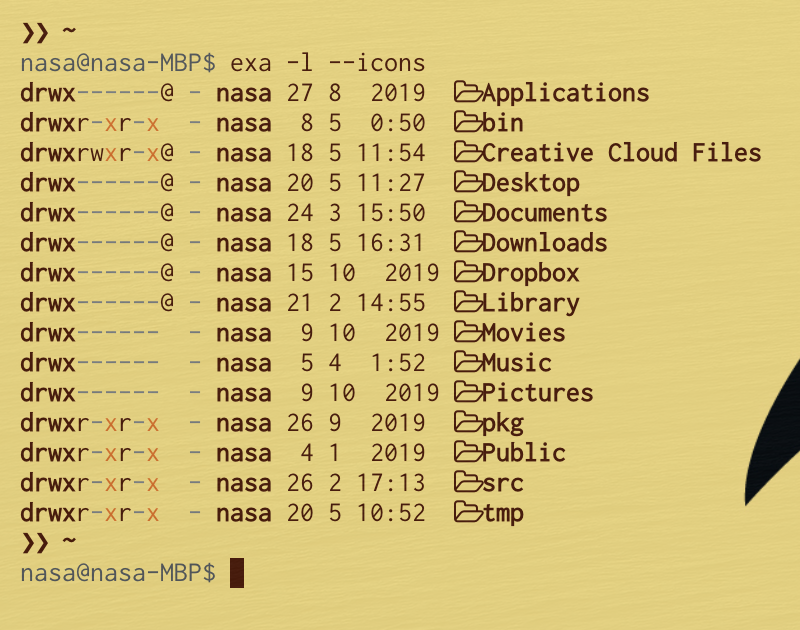 ❯❯ ~
nasa@nasa-MBP$ exa -l --icons
drwx------@ - nasa 27 8  2019 Applications
drwxr-xr-x  - nasa  8 5  0:50 bin
drwxrwxr-x@ - nasa 18 5 11:54 Creative Cloud Files
drwx------@ - nasa 20 5 11:27 Desktop
drwx------@ - nasa 24 3 15:50 Documents
drwx------@ - nasa 18 5 16:31 Downloads
drwx------@ - nasa 15 10  2019 Dropbox
drwx------@ - nasa 21 2 14:55 Library
drwx------  - nasa  9 10  2019 Movies
drwx------  - nasa  5 4  1:52 Music
drwx------  - nasa  9 10  2019 Pictures
drwxr-xr-x  - nasa 26 9  2019 pkg
drwxr-xr-x  - nasa  4 1  2019 Public
drwxr-xr-x  - nasa 26 2 17:13 src
drwxr-xr-x  - nasa 20 5 10:52 tmp
❯❯ ~
nasa@nasa-MBP$